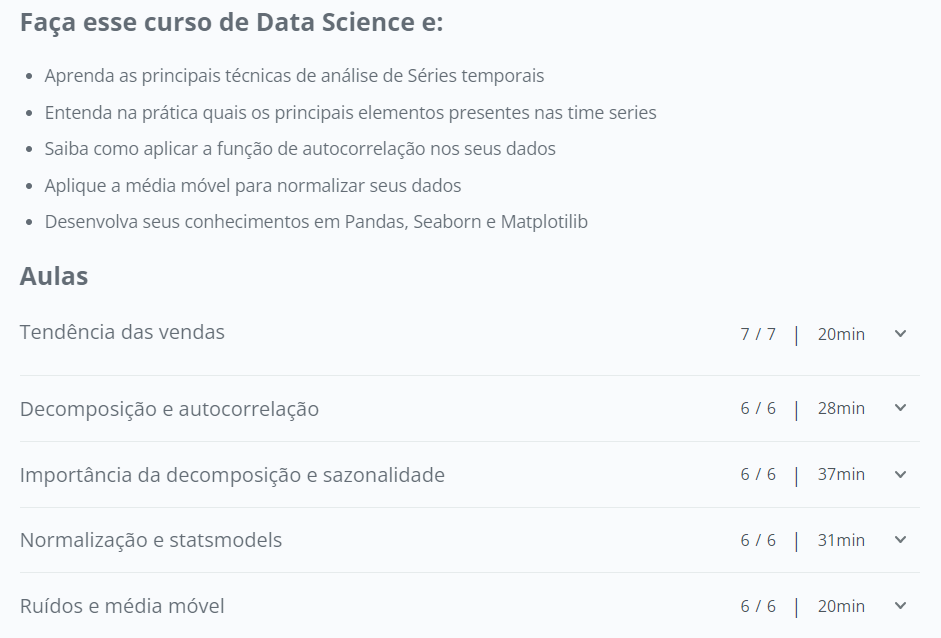 Faça esse curso de Data Science e:
• Aprenda as principais técnicas de análise de Séries temporais
• Entenda na prática quais os principais elementos presentes nas time series
• Saiba como aplicar a função de autocorrelação nos seus dados
• Aplique a média móvel para normalizar seus dados
• Desenvolva seus conhecimentos em Pandas, Seaborn e Matplotilib
Aulas
Tendência das vendas 7 / 7 | 20min
Decomposição e autocorrelação 6 / 6 | 28min
Importância da decomposição e sazonalidade 6 / 6 | 37min
Normalização e statsmodels 6 / 6 | 31min
Ruídos e média móvel 6 / 6 | 20min